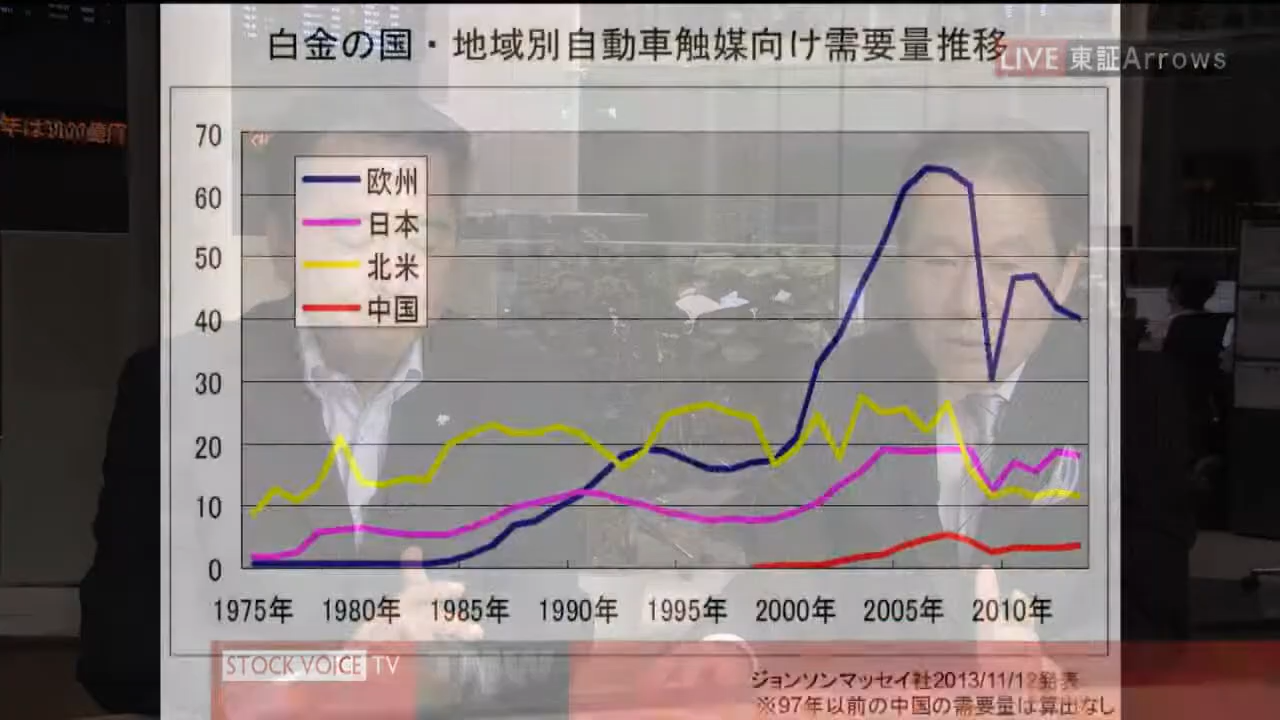 白金の国・地域別自動車触媒向け需要量推移
LIVE 東証Arrows
70
60
50
40
30
20
10
0
欧州
日本
北米
中国
1975年 1980年 1985年 1990年 1995年 2000年 2005年 2010年
STOCK VOICE TV
ジョンソンマッセイ社2013/11/12発表
※97年以前の中国の需要量は算出なし